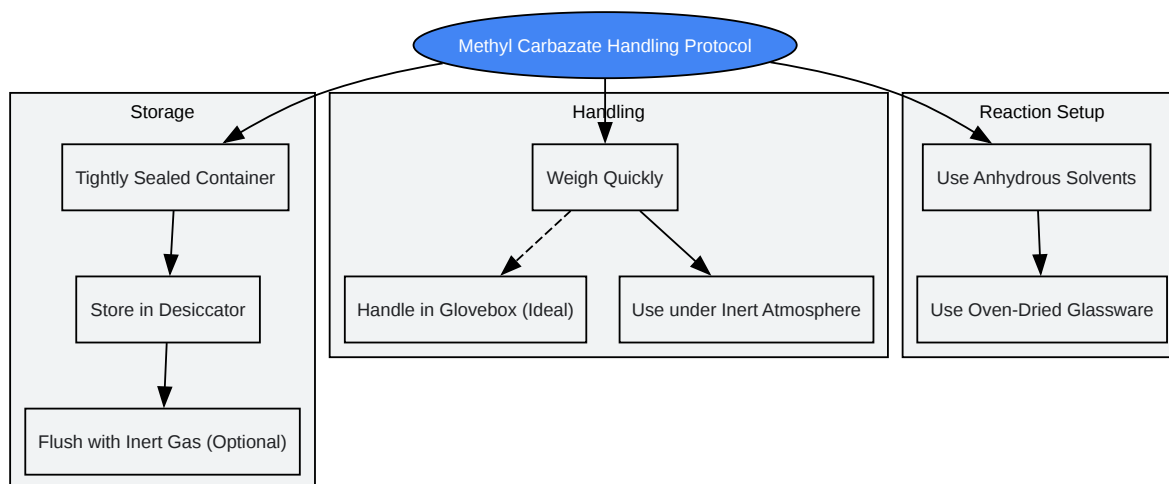 Methyl Carbazate Handling Protocol
Storage
Handling
Reaction Setup
Tightly Sealed Container
Weigh Quickly
Use Anhydrous Solvents
Store in Desiccator
Handle in Glovebox (Ideal)
Use under Inert Atmosphere
Use Oven-Dried Glassware
Flush with Inert Gas (Optional)